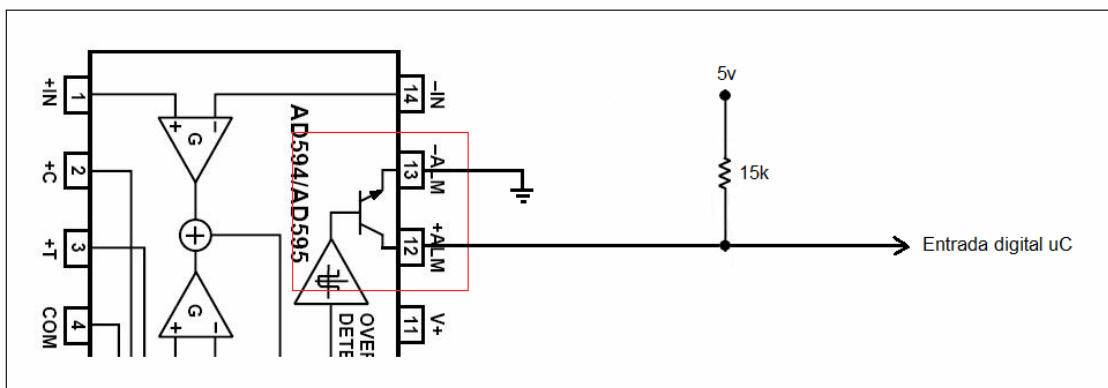 5v
15k
Entrada digital uC
+IN
1
+C
2
+T
3
COM
4
14
-IN
13
-ALM
12
+ALM
11
V+
AD594/AD595
G
+
-
G
+
-
+
OVER
DETE